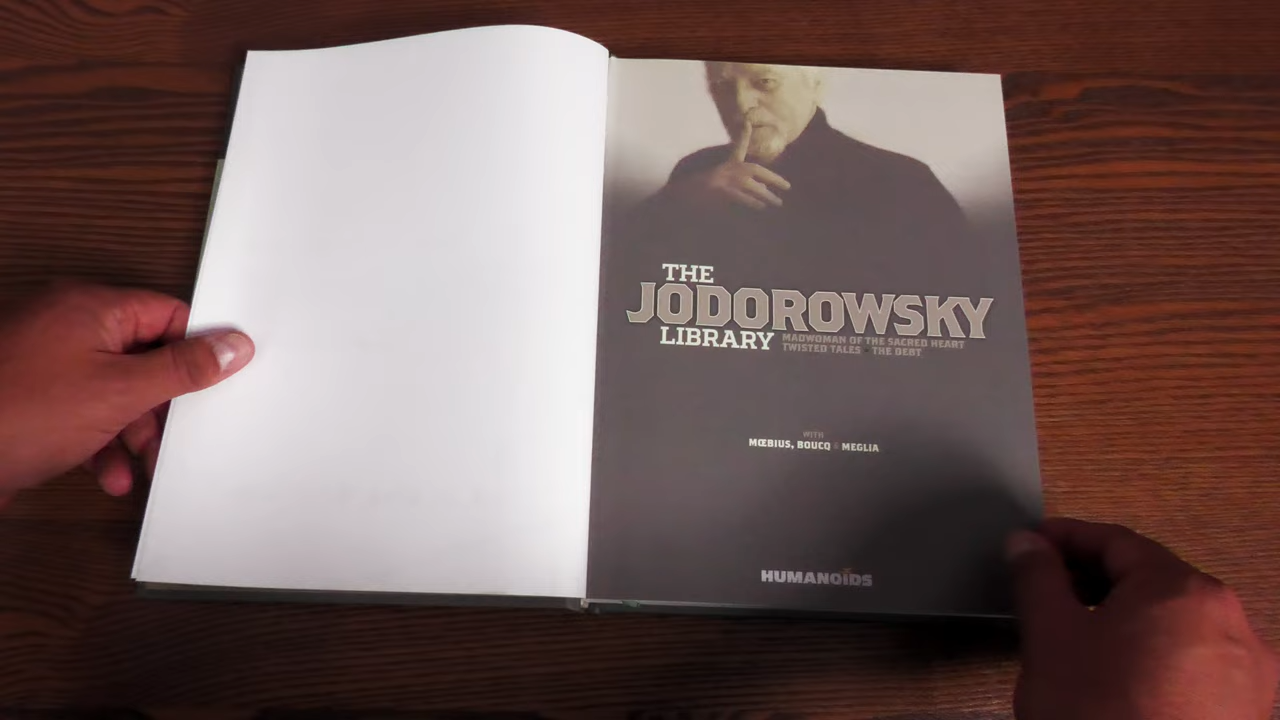 THE
JODOROWSKY
LIBRARY
MADWOMAN OF THE SACRED HEART
TWISTED TALES • THE DEBT
WITH
MŒBIUS, BOUCQ & MEGLIA
HUMANOIDS